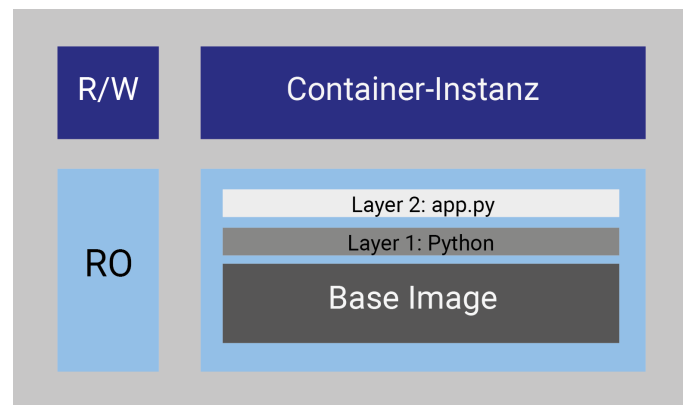 R/W
Container-Instanz
RO
Layer 2: app.py
Layer 1: Python
Base Image